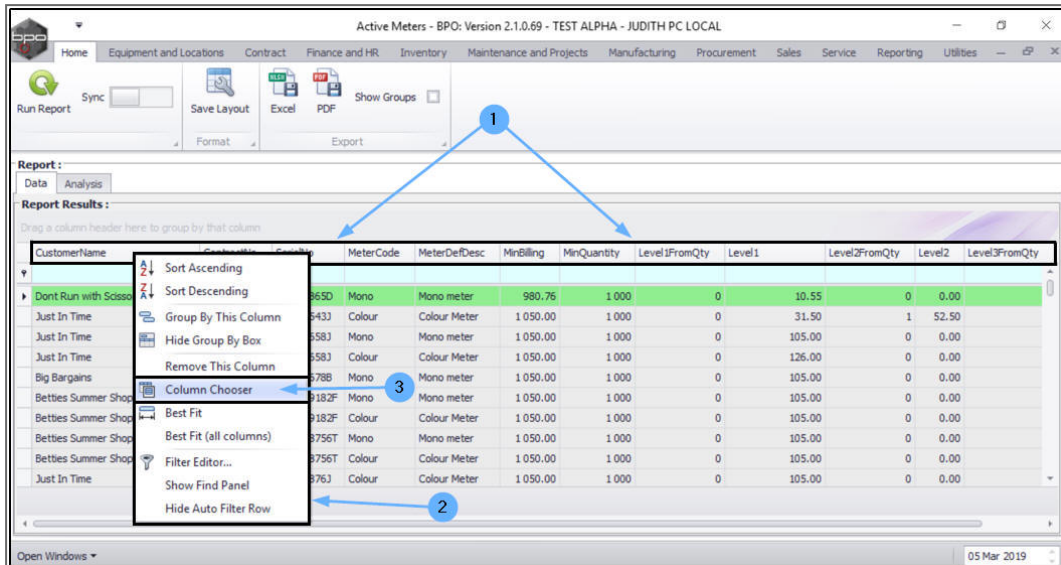 Active Meters - BPO: Version 2.1.0.69 - TEST ALPHA - JUDITH PC LOCAL
BPO
Home Equipment and Locations Contract Finance and HR Inventory Maintenance and Projects Manufacturing Procurement Sales Service Reporting Utilities
Run Report Sync Save Layout Excel PDF Show Groups
Format Export
1
Report :
Data Analysis
Report Results :
Drag a column header here to group by that column
CustomerName MeterCode MeterDefDesc MinBilling MinQuantity Level1FromQty Level1 Level2FromQty Level2 Level3FromQty
Sort Ascending
Dont Run with Scisso Sort Descending 865D Mono Mono meter 980.76 1 000 0 10.55 0 0.00
Just In Time Group By This Column 543J Colour Colour Meter 1 050.00 1 000 0 31.50 1 52.50
Just In Time Hide Group By Box 558J Mono Mono meter 1 050.00 1 000 0 105.00 0 0.00
Just In Time Remove This Column 558J Colour Colour Meter 1 050.00 1 000 0 126.00 0 0.00
Big Bargains Column Chooser 578B Mono Mono meter 1 050.00 1 000 0 105.00 0 0.00
3
Betties Summer Shop Best Fit 9182F Mono Mono meter 1 050.00 1 000 0 105.00 0 0.00
Betties Summer Shop Best Fit (all columns) 9182F Colour Colour Meter 1 050.00 1 000 0 105.00 0 0.00
Betties Summer Shop 8756T Mono Mono meter 1 050.00 1 000 0 105.00 0 0.00
Betties Summer Shop Filter Editor... 8756T Colour Colour Meter 1 050.00 1 000 0 105.00 0 0.00
Just In Time Show Find Panel 876J Colour Colour Meter 1 050.00 1 000 0 105.00 0 0.00
Hide Auto Filter Row
2
Open Windows 05 Mar 2019